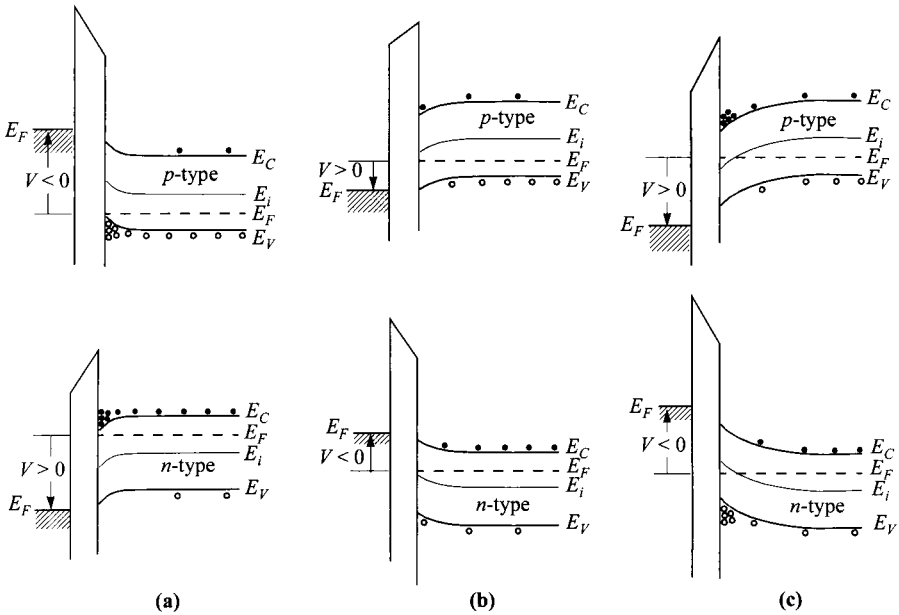 E_F
V < 0
p-type
E_C
E_i
E_F
E_V
V > 0
E_F
p-type
E_C
E_i
E_F
E_V
V > 0
E_F
p-type
E_C
E_i
E_F
E_V
V > 0
E_F
n-type
E_C
E_F
E_i
E_V
E_F
V < 0
n-type
E_C
E_F
E_i
E_V
E_F
V < 0
n-type
E_C
E_F
E_i
E_V
(a)
(b)
(c)